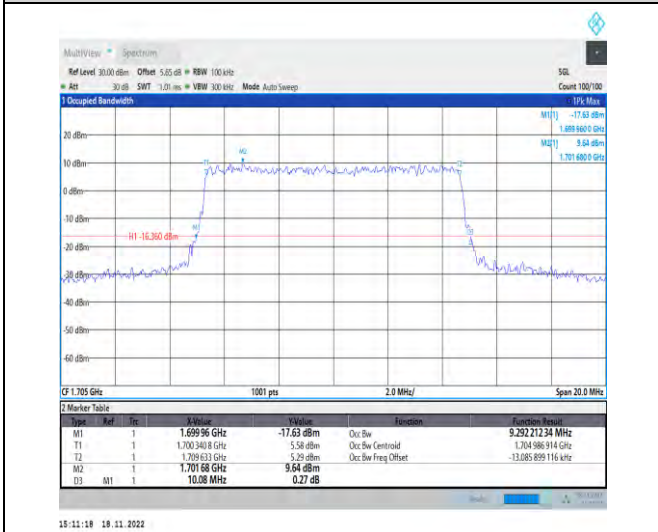 MultiView Spectrum
Ref Level 30.00 dBm Offset 5.65 dB RBW 100 kHz SGL
Att 30 dB SWT 1.01 ms VBW 300 kHz Mode Auto Sweep Count 100/100
1 Occupied Bandwidth 1Pk Max
M1[1] -17.63 dBm
1.699 960 0 GHz
M2[1] 9.64 dBm
1.701 680 0 GHz
20 dBm
10 dBm
0 dBm
-10 dBm
-30 dBm
-40 dBm
-50 dBm
-60 dBm
T1
M2
M1
H1 -16.360 dBm
CF 1.705 GHz 1001 pts 2.0 MHz/ Span 20.0 MHz
2 Marker Table
Type Ref Trc X-Value Y-Value Function Function Result
M1 1 1.699 96 GHz -17.63 dBm Occ Bw 9.292 212 34 MHz
T1 1 1.700 340 8 GHz 5.58 dBm Occ Bw Centroid 1.704 986 914 GHz
T2 1 1.709 633 GHz 5.29 dBm Occ Bw Freq Offset -13.085 899 116 kHz
M2 1 1.701 68 GHz 9.64 dBm
D3 M1 1 10.08 MHz 0.27 dB
15:11:18 18.11.2022